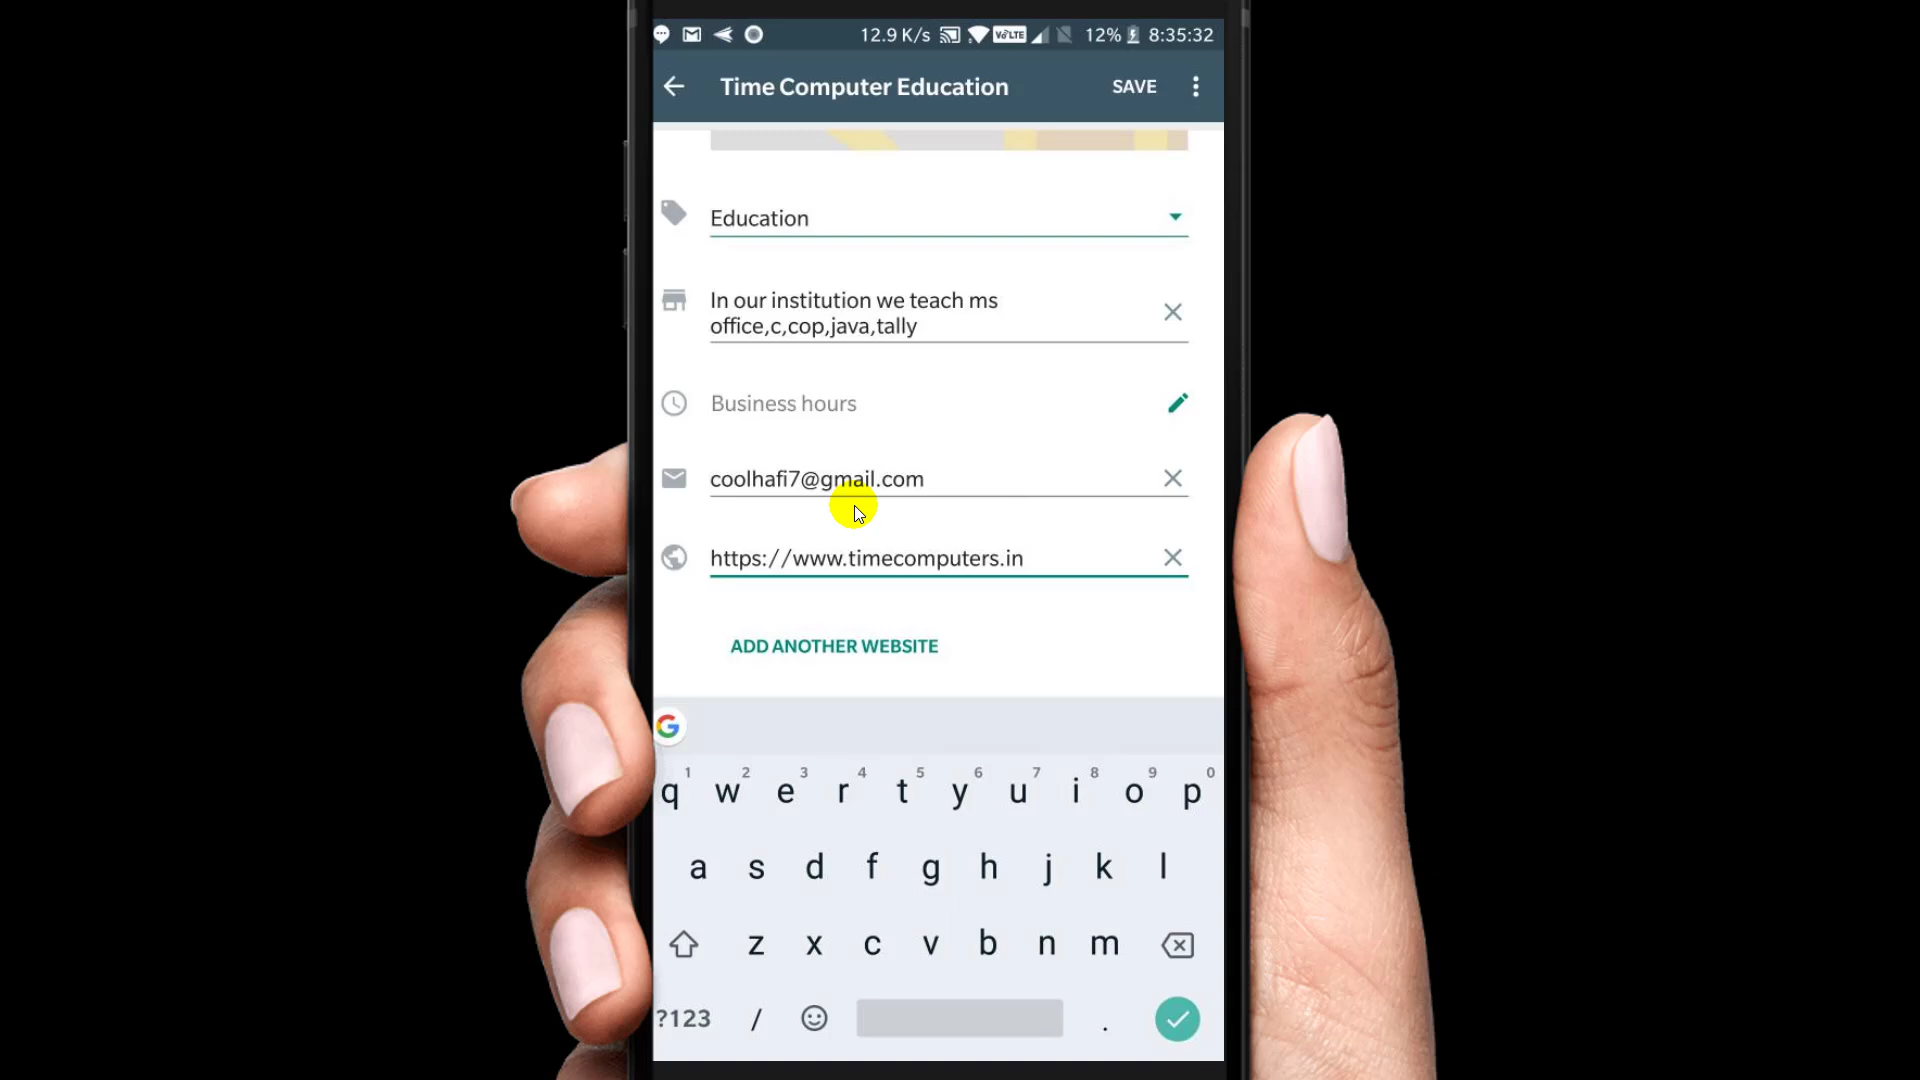 12.9 K/s VoLTE 12% 8:35:32
Time Computer Education SAVE
Education
In our institution we teach ms
office,c,cop,java,tally
Business hours
coolhafi7@gmail.com
https://www.timecomputers.in
ADD ANOTHER WEBSITE
G
1 2 3 4 5 6 7 8 9 0
q w e r t y u i o p
a s d f g h j k l
z x c v b n m
?123 / .